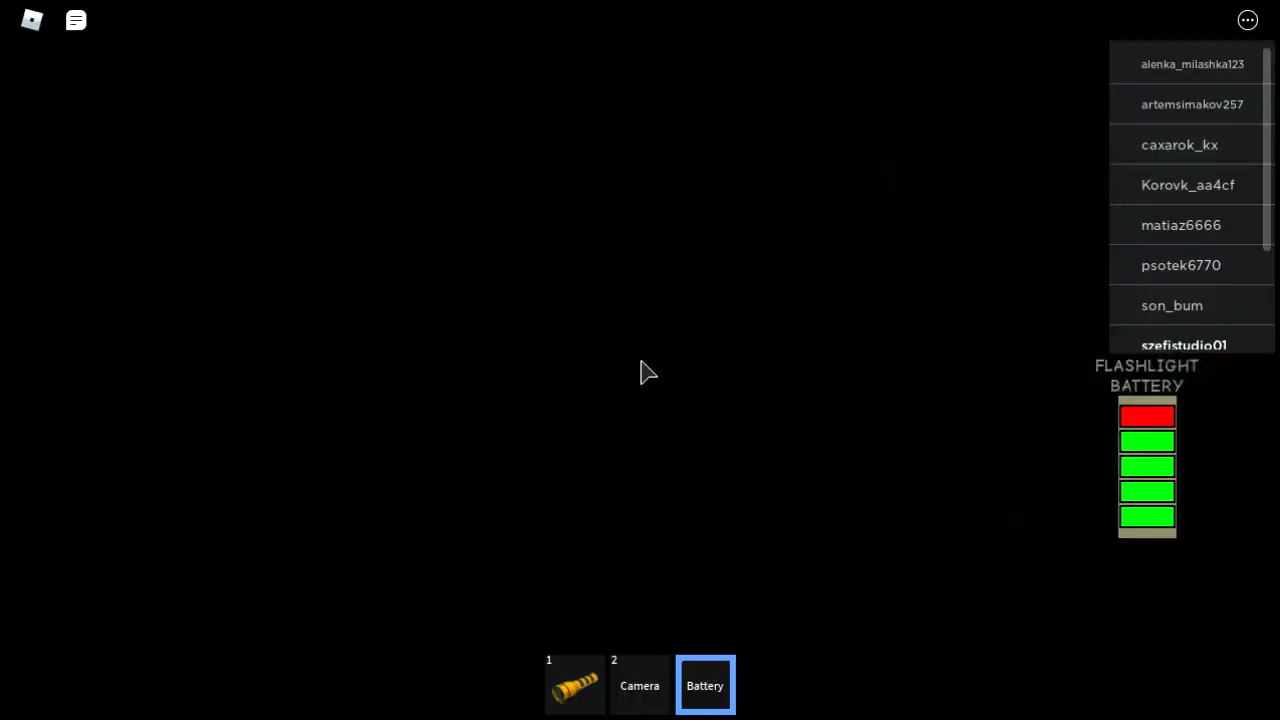 alenka_milashka123
artemsimakov257
caxarok_kx
Korovk_aa4cf
matiaz6666
psotek6770
son_bum
szefistudio01
FLASHLIGHT
BATTERY
1
2
Camera
Battery